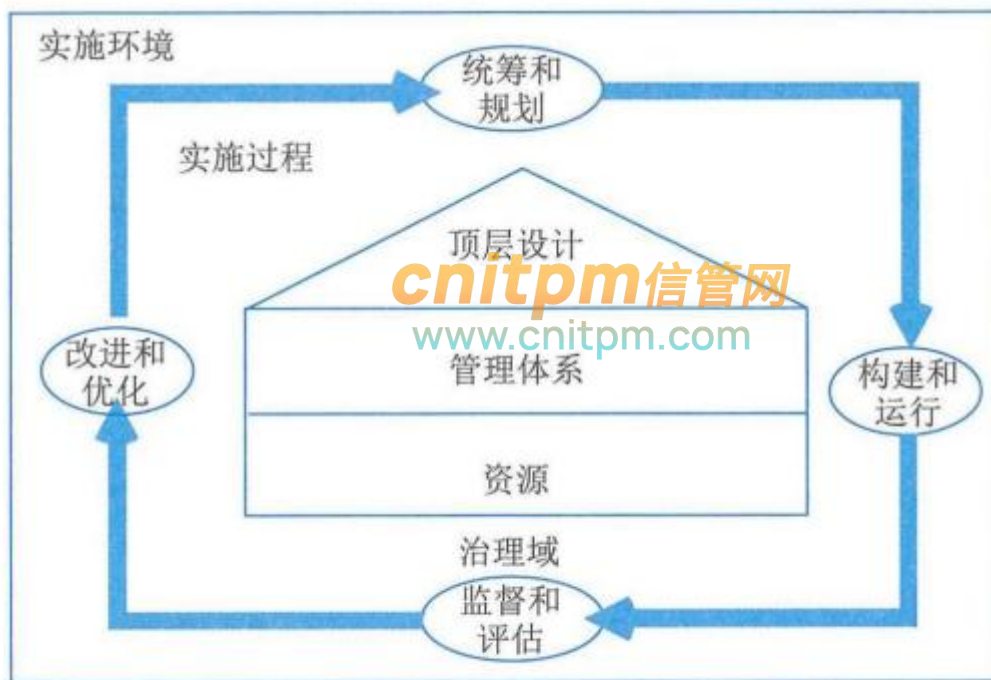 实施环境
统筹和
规划
实施过程
顶层设计
cnitpm信管网
www.cnitpm.com
管理体系
改进和
优化
构建和
运行
资源
治理域
监督和
评估